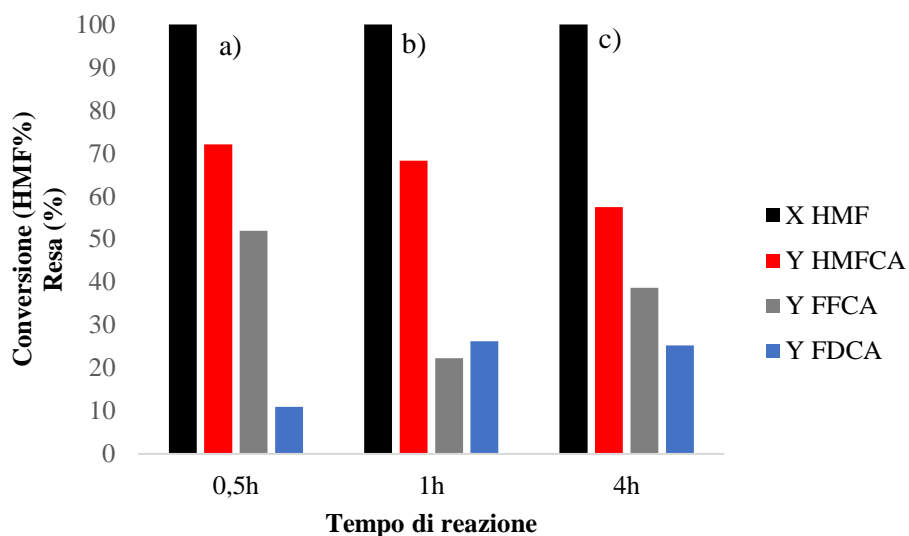 100
90
80
70
60
50
40
30
20
10
0
Conversione (HMF%)
Resa (%)
a)
b)
c)
0,5h
1h
4h
Tempo di reazione
X HMF
Y HMFCA
Y FFCA
Y FDCA